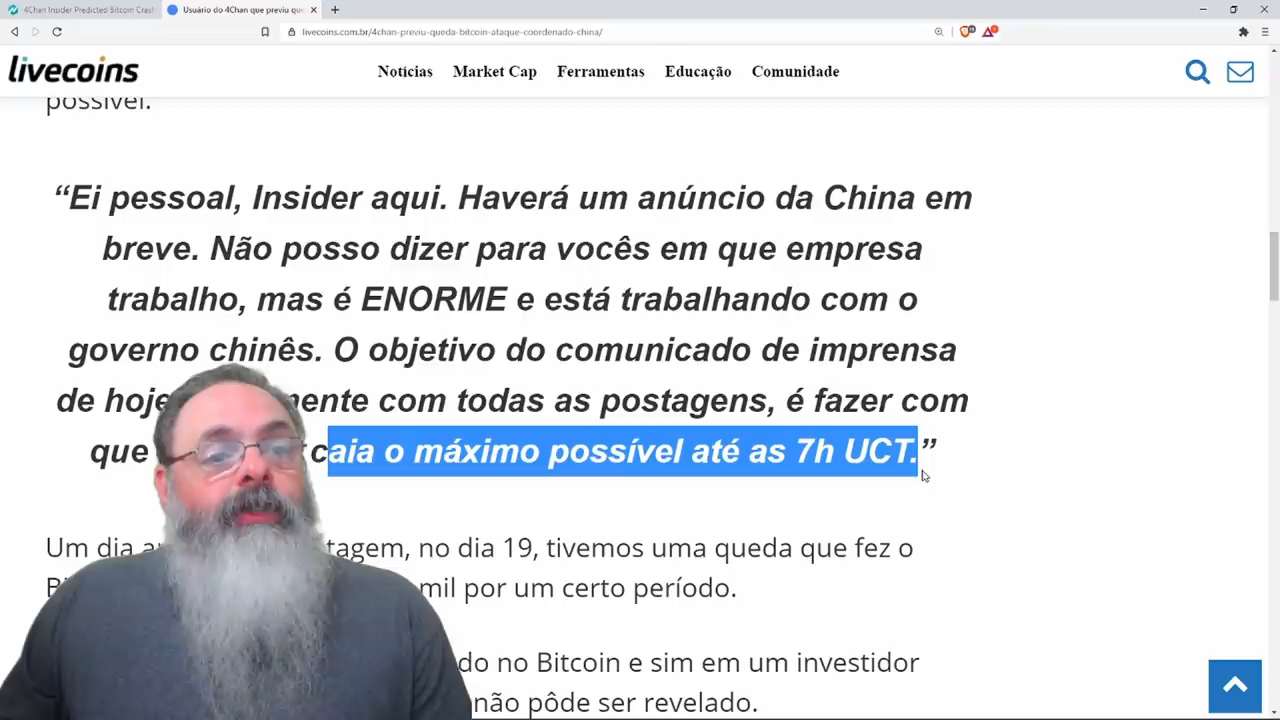 4Chan Insider Predicted Bitcoin Crash
Usuário do 4Chan que previu que
livecoins.com.br/4chan-previu-queda-bitcoin-ataque-coordenado-china/
livecoins
Notícias Market Cap Ferramentas Educação Comunidade
possível.
“Ei pessoal, Insider aqui. Haverá um anúncio da China em
breve. Não posso dizer para vocês em que empresa
trabalho, mas é ENORME e está trabalhando com o
governo chinês. O objetivo do comunicado de imprensa
de hoje, mente com todas as postagens, é fazer com
que caia o máximo possível até as 7h UCT.”
Um dia tagem, no dia 19, tivemos uma queda que fez o
mil por um certo período.
do no Bitcoin e sim em um investidor
não pôde ser revelado.